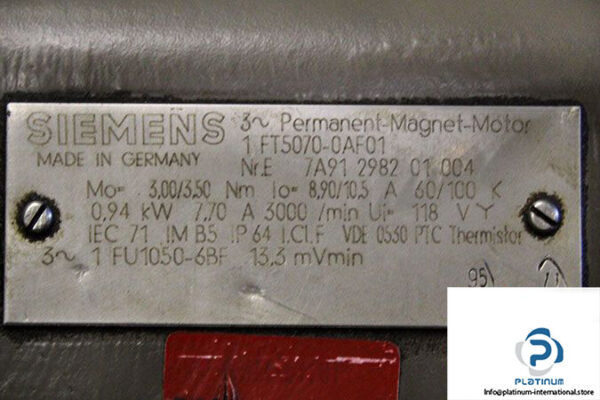 SIEMENS 3~ Permanent-Magnet-Motor
1 FT5070-0AF01
MADE IN GERMANY Nr.E 7A91 2982 01 004
Mo= 3,00/3,50 Nm Io= 8,90/10,5 A 60/100 K
0,94 kW 7,70 A 3000 /min Ui= 118 V Y
IEC 71 IM B5 IP 64 I.Cl.F VDE 0530 PTC Thermistor
3~ 1 FU1050-6BF 13,3 mVmin
95
PLATINUM
Info@platinum-international.store